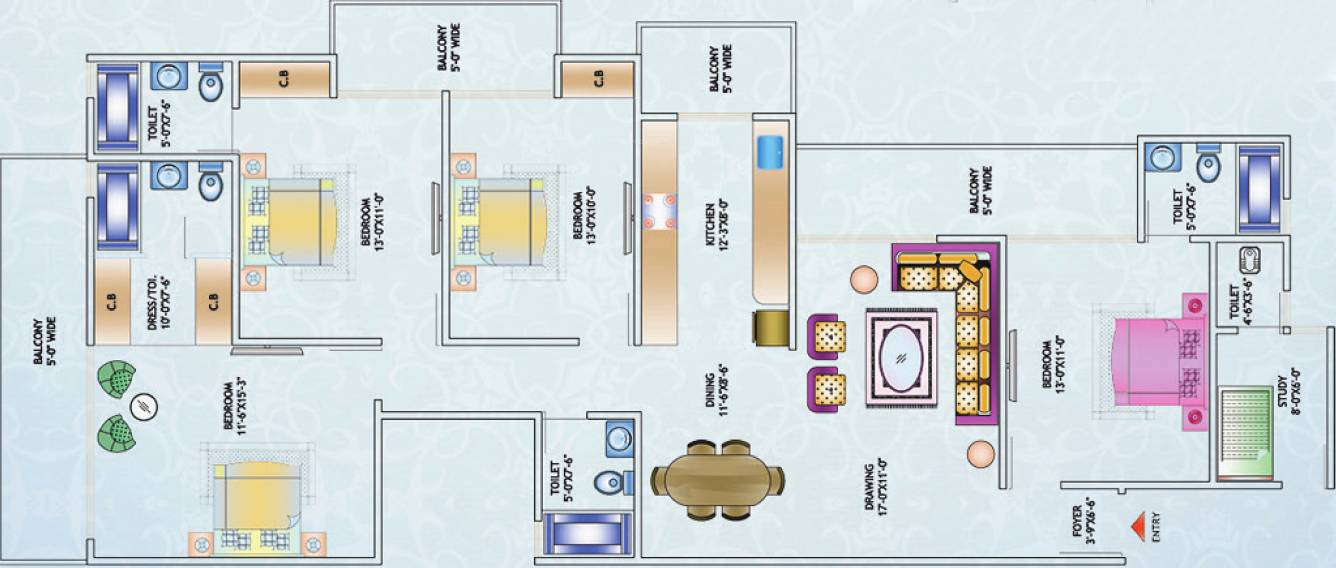 BALCONY
5'-0" WIDE
BALCONY
5'-0" WIDE
C.B
C.B
TOILET
5'-0"X7'-6"
BEDROOM
13'-0"X11'-0"
BEDROOM
13'-0"X10'-0"
KITCHEN
12'-3"X8'-0"
BALCONY
5'-0" WIDE
TOILET
5'-0"X7'-6"
C.B
DRESS/TOI.
10'-0"X7'-6"
C.B
BALCONY
5'-0" WIDE
TOILET
4'-6"X3'-6"
BEDROOM
11'-6"X15'-3"
DINING
11'-6"X8'-6"
BEDROOM
13'-0"X11'-0"
STUDY
8'-0"X6'-0"
TOILET
5'-0"X7'-6"
DRAWING
17'-0"X11'-0"
FOYER
3'-9"X6'-6"
ENTRY